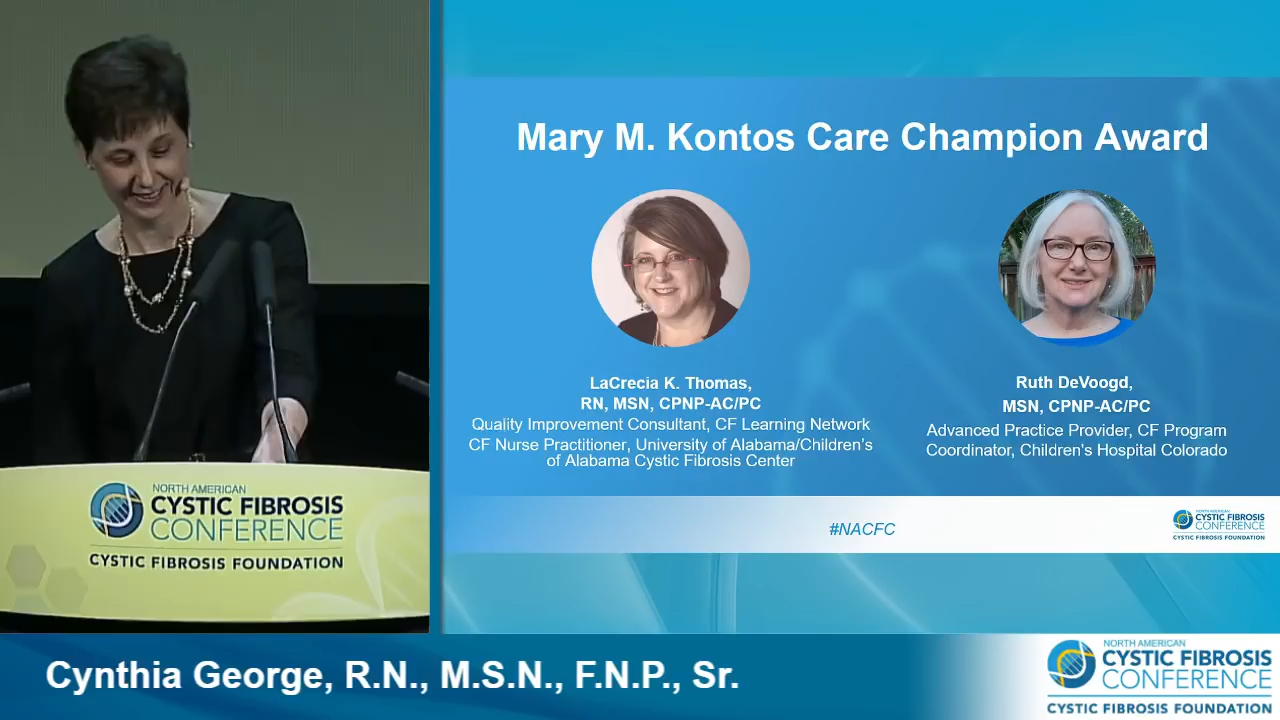 Mary M. Kontos Care Champion Award
LaCrecia K. Thomas,
RN, MSN, CPNP-AC/PC
Quality Improvement Consultant, CF Learning Network
CF Nurse Practitioner, University of Alabama/Children's
of Alabama Cystic Fibrosis Center
Ruth DeVoogd,
MSN, CPNP-AC/PC
Advanced Practice Provider, CF Program
Coordinator, Children's Hospital Colorado
#NACFC
NORTH AMERICAN
CYSTIC FIBROSIS
CONFERENCE
CYSTIC FIBROSIS FOUNDATION
NORTH AMERICAN
CYSTIC FIBROSIS
CONFERENCE
CYSTIC FIBROSIS FOUNDATION
Cynthia George, R.N., M.S.N., F.N.P., Sr.
NORTH AMERICAN
CYSTIC FIBROSIS
CONFERENCE
CYSTIC FIBROSIS FOUNDATION